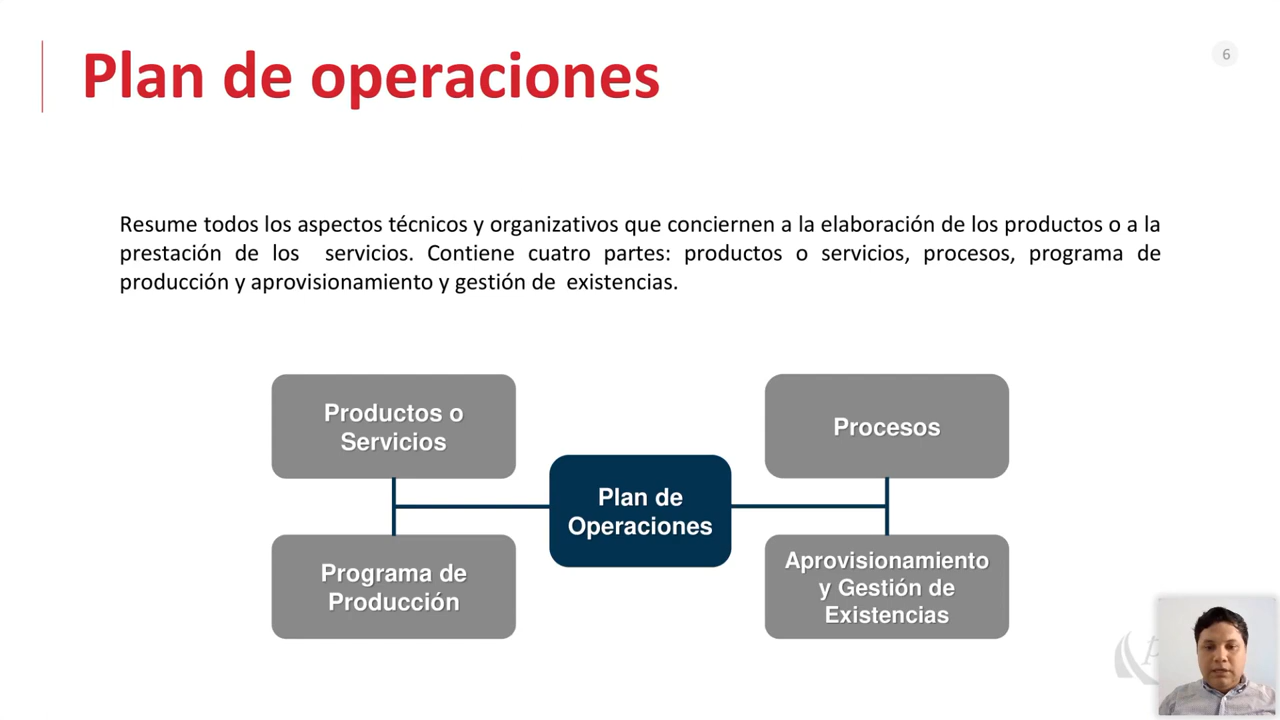 Plan de operaciones
6
Resume todos los aspectos técnicos y organizativos que conciernen a la elaboración de los productos o a la
prestación de los servicios. Contiene cuatro partes: productos o servicios, procesos, programa de
producción y aprovisionamiento y gestión de existencias.
Productos o
Servicios
Procesos
Plan de
Operaciones
Programa de
Producción
Aprovisionamiento
y Gestión de
Existencias